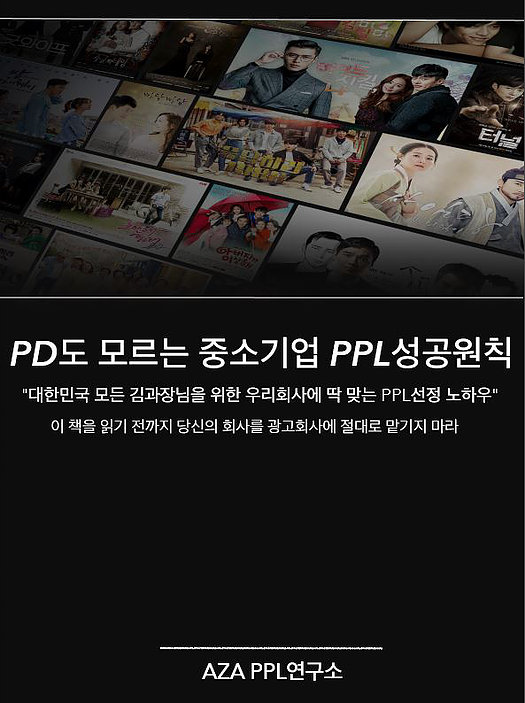 터널
PD도 모르는 중소기업 PPL성공원칙
"대한민국 모든 김과장님을 위한 우리회사에 딱 맞는 PPL선정 노하우"
이 책을 읽기 전까지 당신의 회사를 광고회사에 절대로 맡기지 마라
AZA PPL연구소